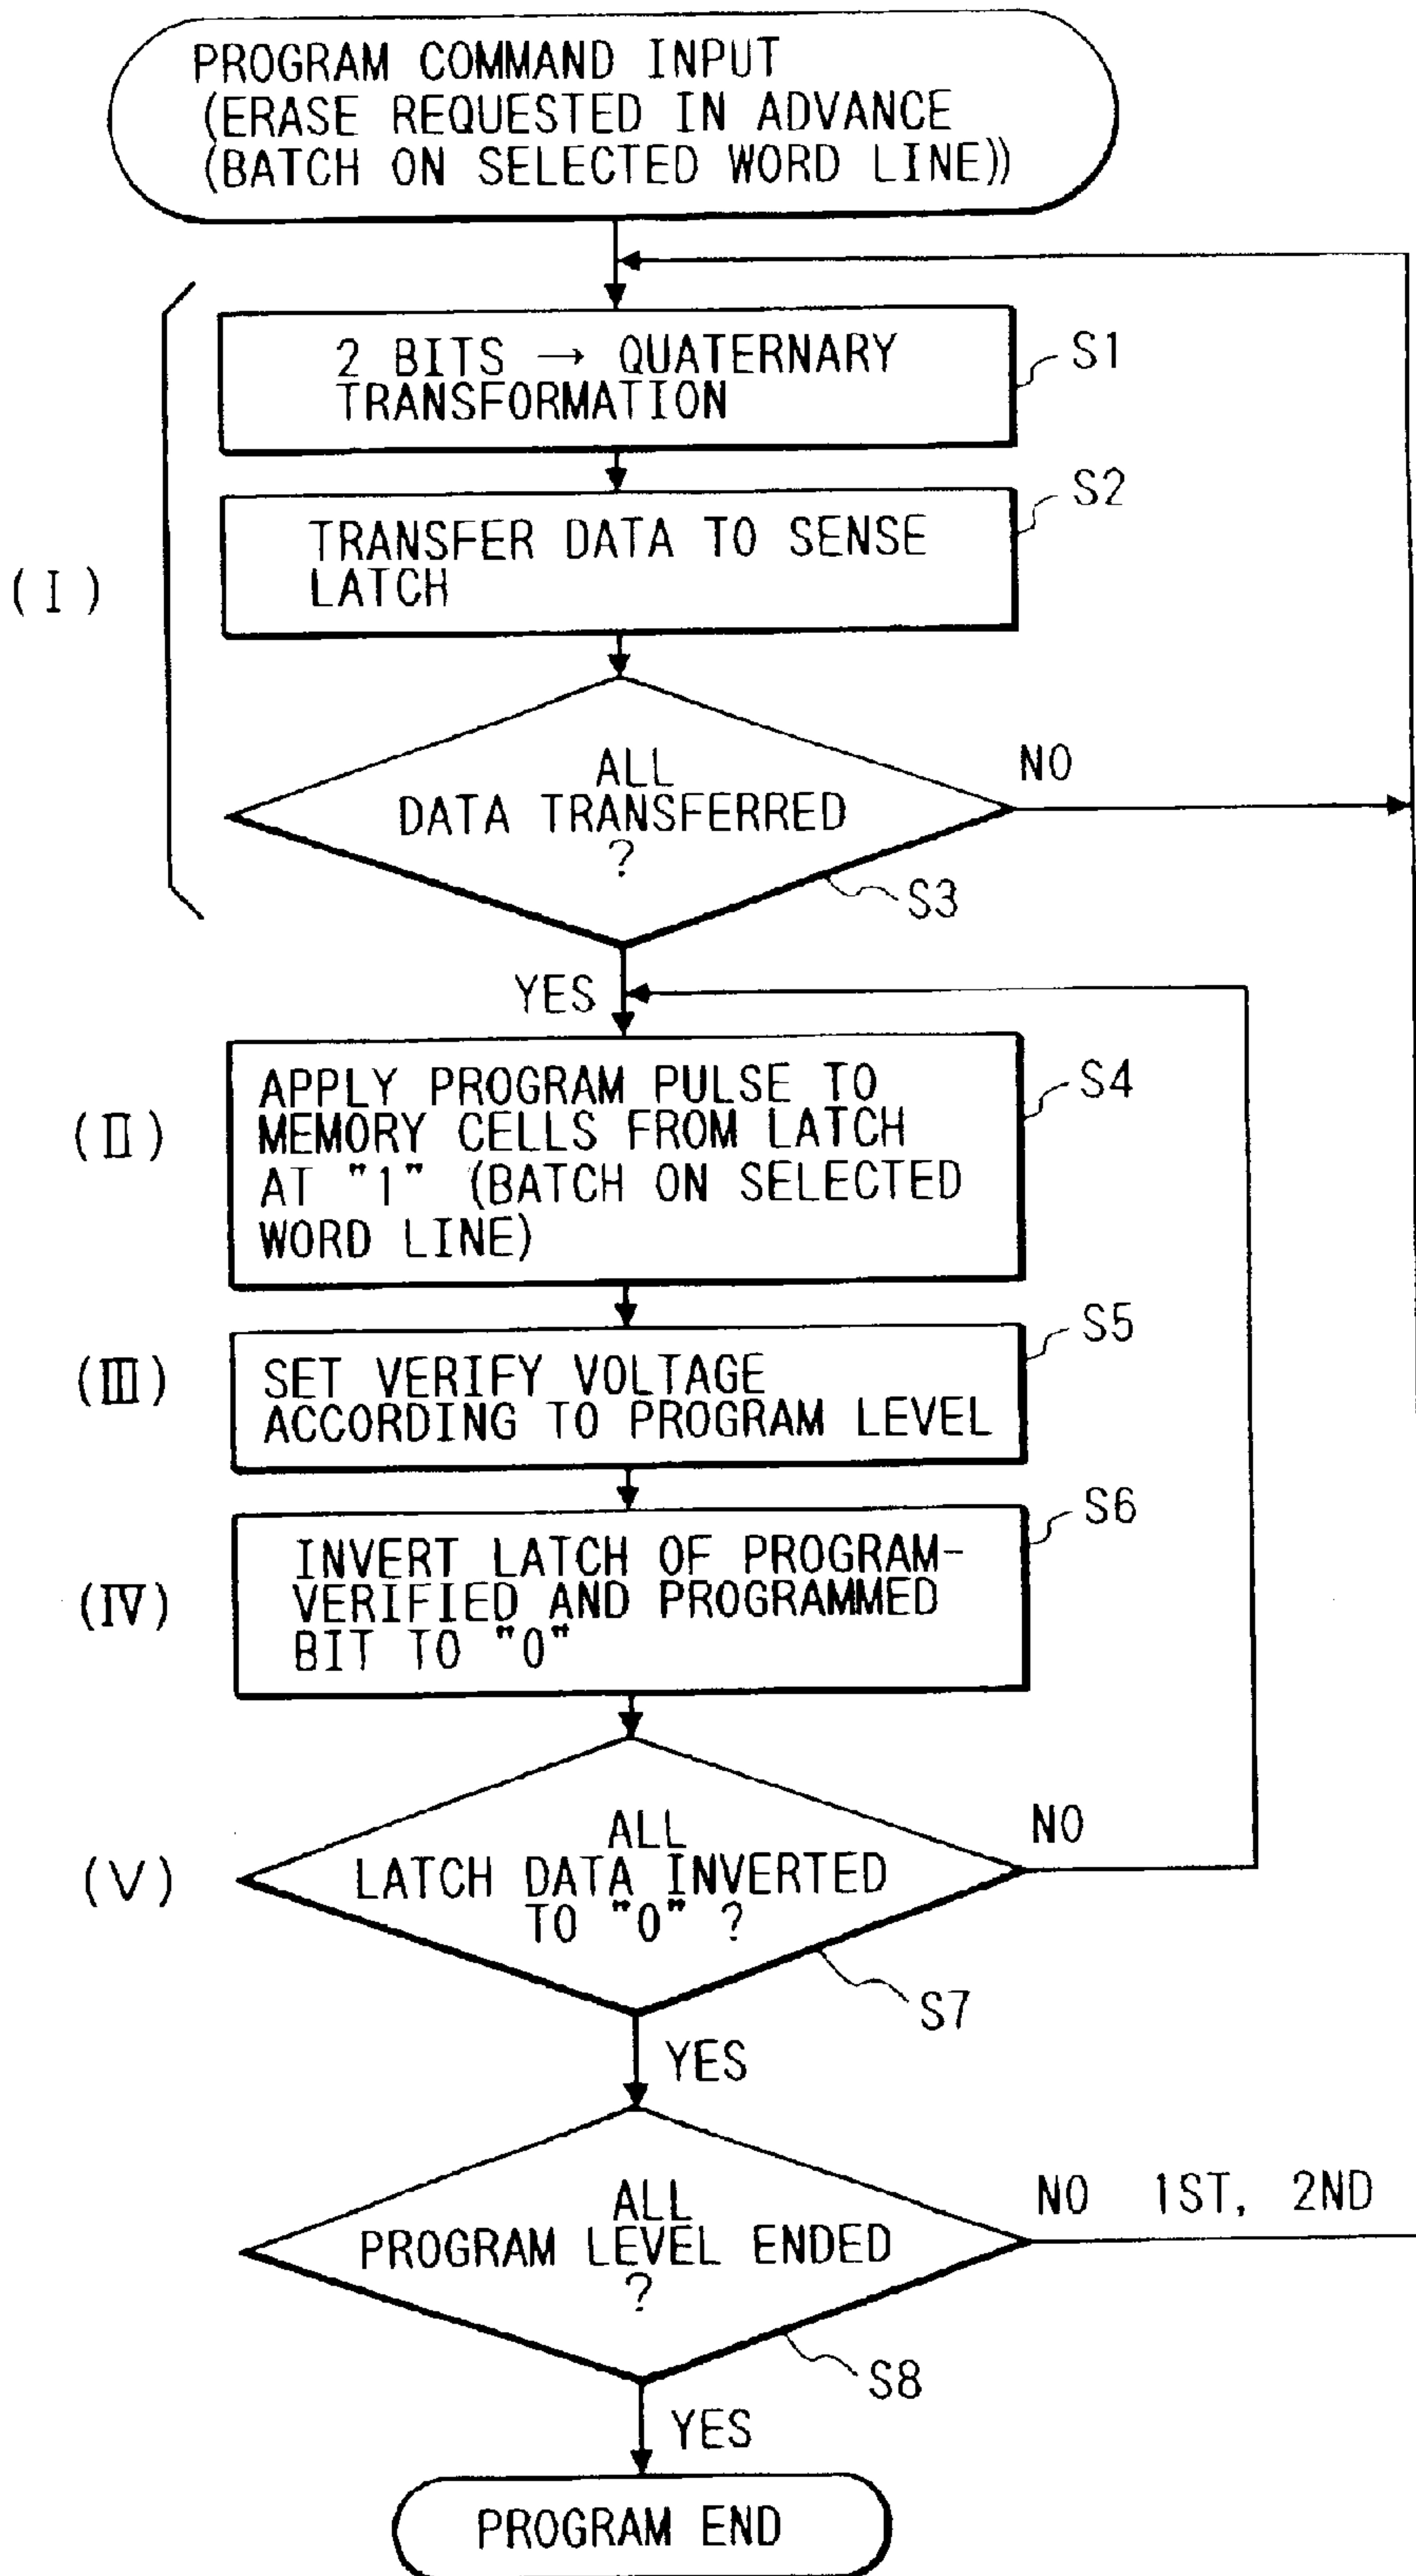 PROGRAM COMMAND INPUT
(ERASE REQUESTED IN ADVANCE
(BATCH ON SELECTED WORD LINE))
2 BITS → QUATERNARY
TRANSFORMATION
S1
TRANSFER DATA TO SENSE
LATCH
S2
(I)
ALL
DATA TRANSFERRED
?
NO
S3
YES
APPLY PROGRAM PULSE TO
MEMORY CELLS FROM LATCH
AT "1" (BATCH ON SELECTED
WORD LINE)
S4
(II)
SET VERIFY VOLTAGE
ACCORDING TO PROGRAM LEVEL
S5
(III)
INVERT LATCH OF PROGRAM-
VERIFIED AND PROGRAMMED
BIT TO "0"
S6
(IV)
ALL
LATCH DATA INVERTED
TO "0" ?
NO
(V)
S7
YES
ALL
PROGRAM LEVEL ENDED
?
NO 1ST, 2ND
S8
YES
PROGRAM END